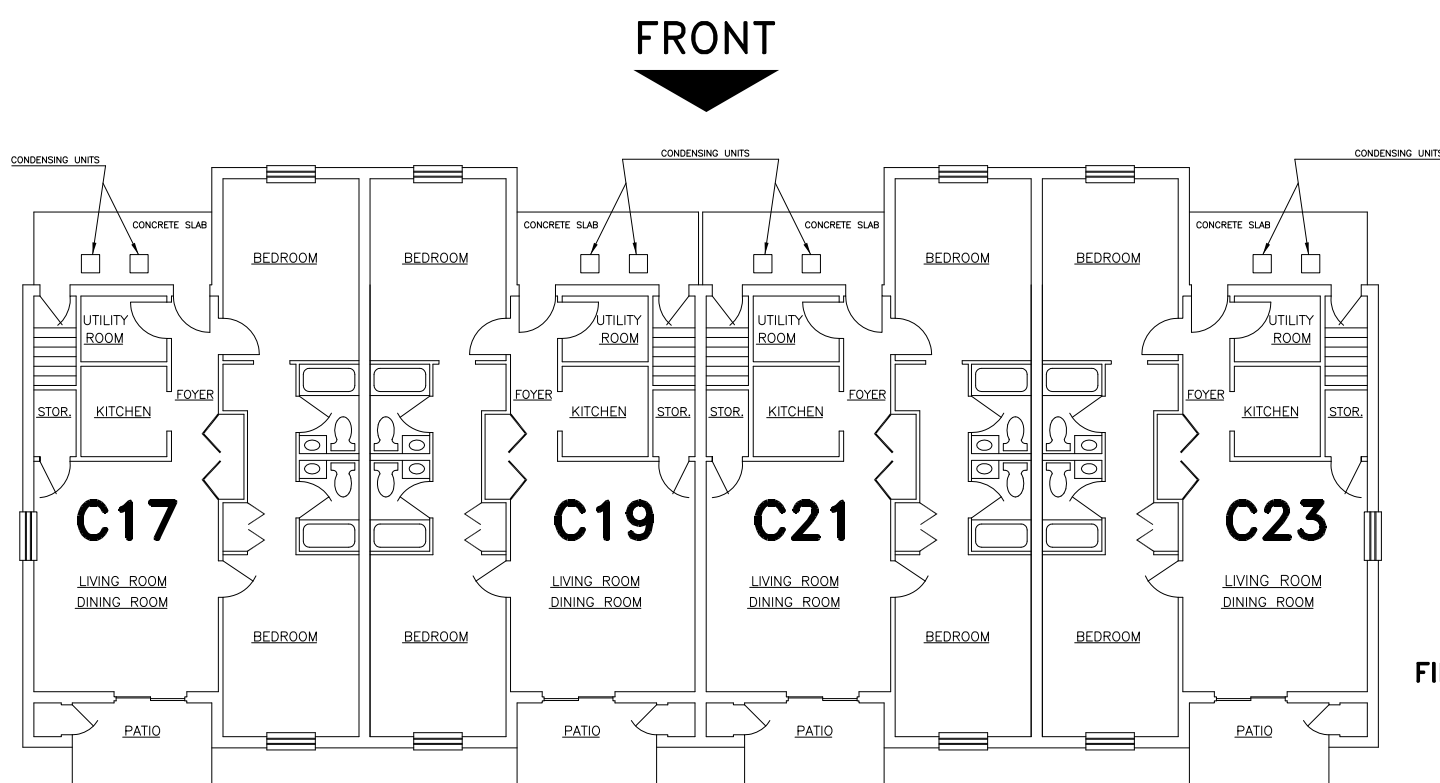 FRONT
CONDENSING UNITS
CONDENSING UNITS
CONDENSING UNITS
CONCRETE SLAB
CONCRETE SLAB
CONCRETE SLAB
CONCRETE SLAB
BEDROOM
BEDROOM
BEDROOM
BEDROOM
UTILITY
ROOM
UTILITY
ROOM
UTILITY
ROOM
UTILITY
ROOM
FOYER
FOYER
FOYER
FOYER
STOR.
KITCHEN
KITCHEN
STOR.
STOR.
KITCHEN
KITCHEN
STOR.
C17
C19
C21
C23
LIVING ROOM
DINING ROOM
LIVING ROOM
DINING ROOM
LIVING ROOM
DINING ROOM
LIVING ROOM
DINING ROOM
BEDROOM
BEDROOM
BEDROOM
BEDROOM
PATIO
PATIO
PATIO
PATIO